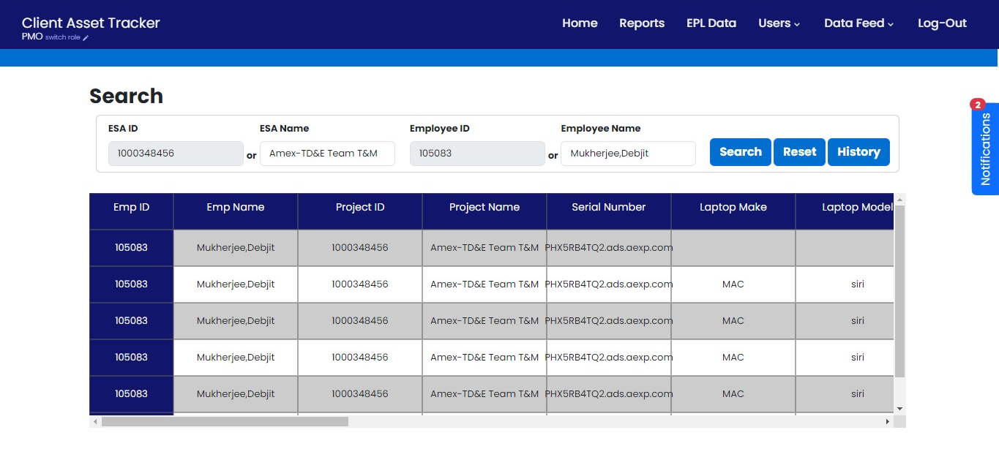 Client Asset Tracker
PMO switch role
Home Reports EPL Data Users Data Feed Log-Out
Search
ESA ID ESA Name Employee ID Employee Name
1000348456 or Amex-TD&E Team T&M 105083 or Mukherjee,Debjit Search Reset History
2
Notifications
Emp ID Emp Name Project ID Project Name Serial Number Laptop Make Laptop Model
105083 Mukherjee,Debjit 1000348456 Amex-TD&E Team T&M PHX5RB4TQ2.ads.aexp.com
105083 Mukherjee,Debjit 1000348456 Amex-TD&E Team T&M PHX5RB4TQ2.ads.aexp.com MAC siri
105083 Mukherjee,Debjit 1000348456 Amex-TD&E Team T&M PHX5RB4TQ2.ads.aexp.com MAC siri
105083 Mukherjee,Debjit 1000348456 Amex-TD&E Team T&M PHX5RB4TQ2.ads.aexp.com MAC siri
105083 Mukherjee,Debjit 1000348456 Amex-TD&E Team T&M PHX5RB4TQ2.ads.aexp.com MAC siri